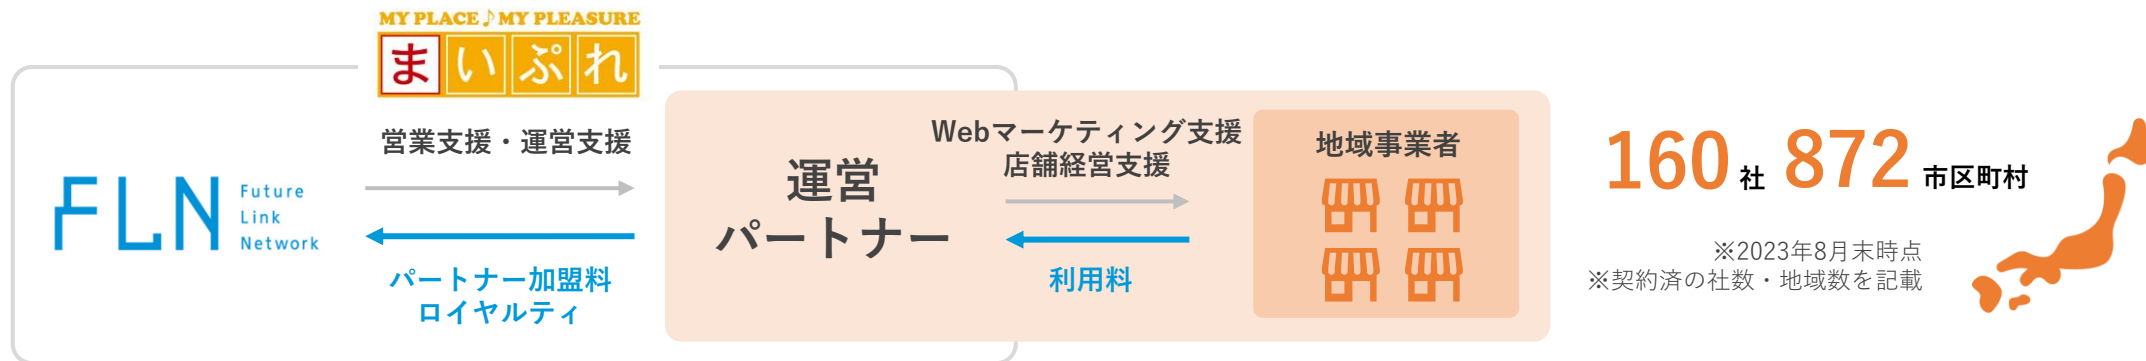 MY PLACE♪MY PLEASURE
まいぷれ
FLN
Future
Link
Network
営業支援・運営支援
パートナー加盟料
ロイヤルティ
運営
パートナー
Webマーケティング支援
店舗経営支援
利用料
地域事業者
160社 872市区町村
※2023年8月末時点
※契約済の社数・地域数を記載